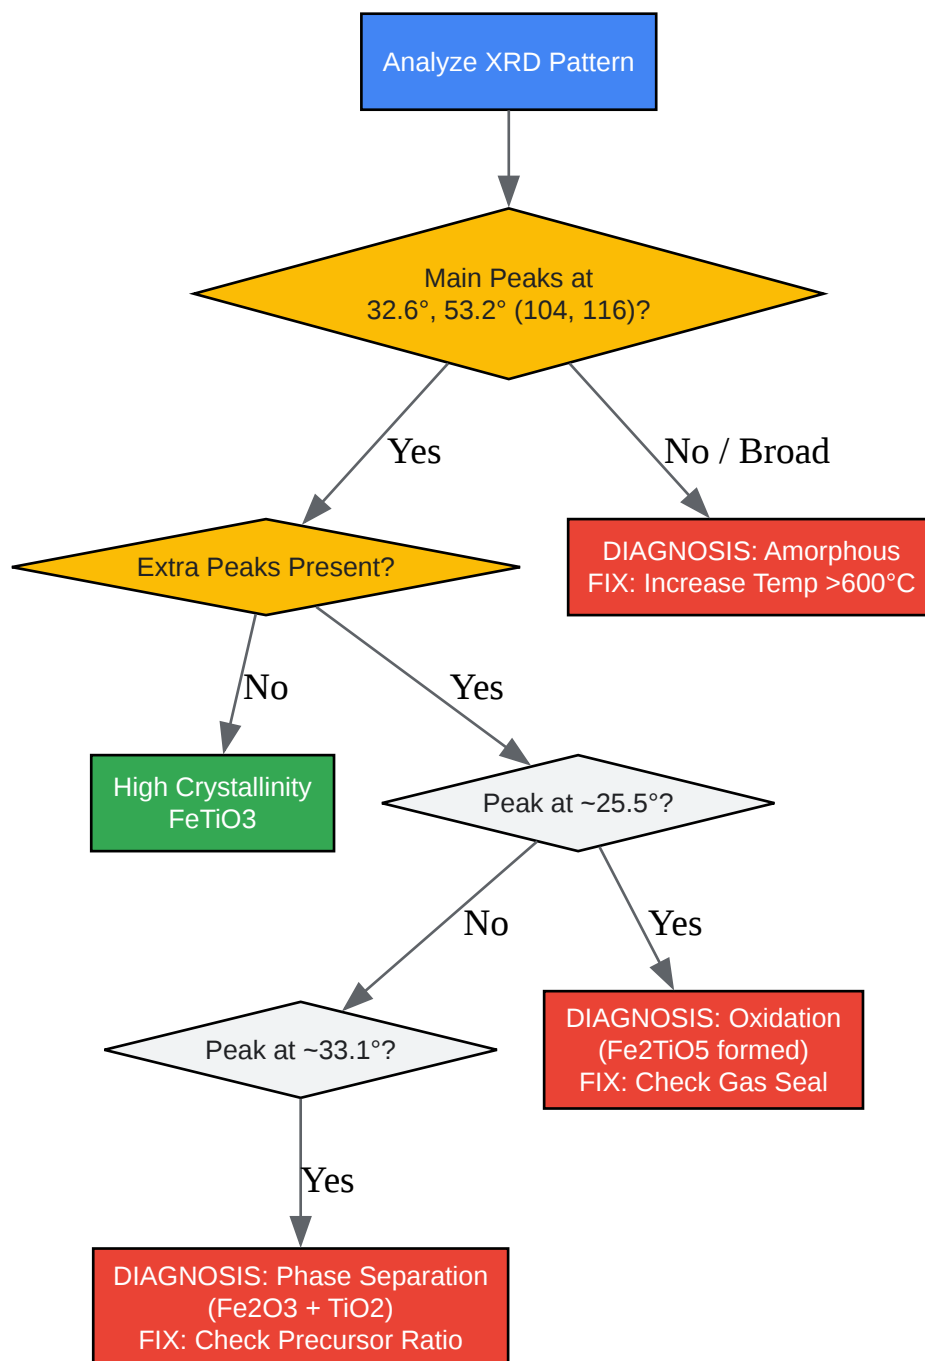 Analyze XRD Pattern
Main Peaks at
32.6°, 53.2° (104, 116)?
Yes
No / Broad
Extra Peaks Present?
DIAGNOSIS: Amorphous
FIX: Increase Temp >600°C
No
Yes
High Crystallinity
FeTiO3
Peak at ~25.5°?
No
Yes
Peak at ~33.1°?
DIAGNOSIS: Oxidation
(Fe2TiO5 formed)
FIX: Check Gas Seal
Yes
DIAGNOSIS: Phase Separation
(Fe2O3 + TiO2)
FIX: Check Precursor Ratio